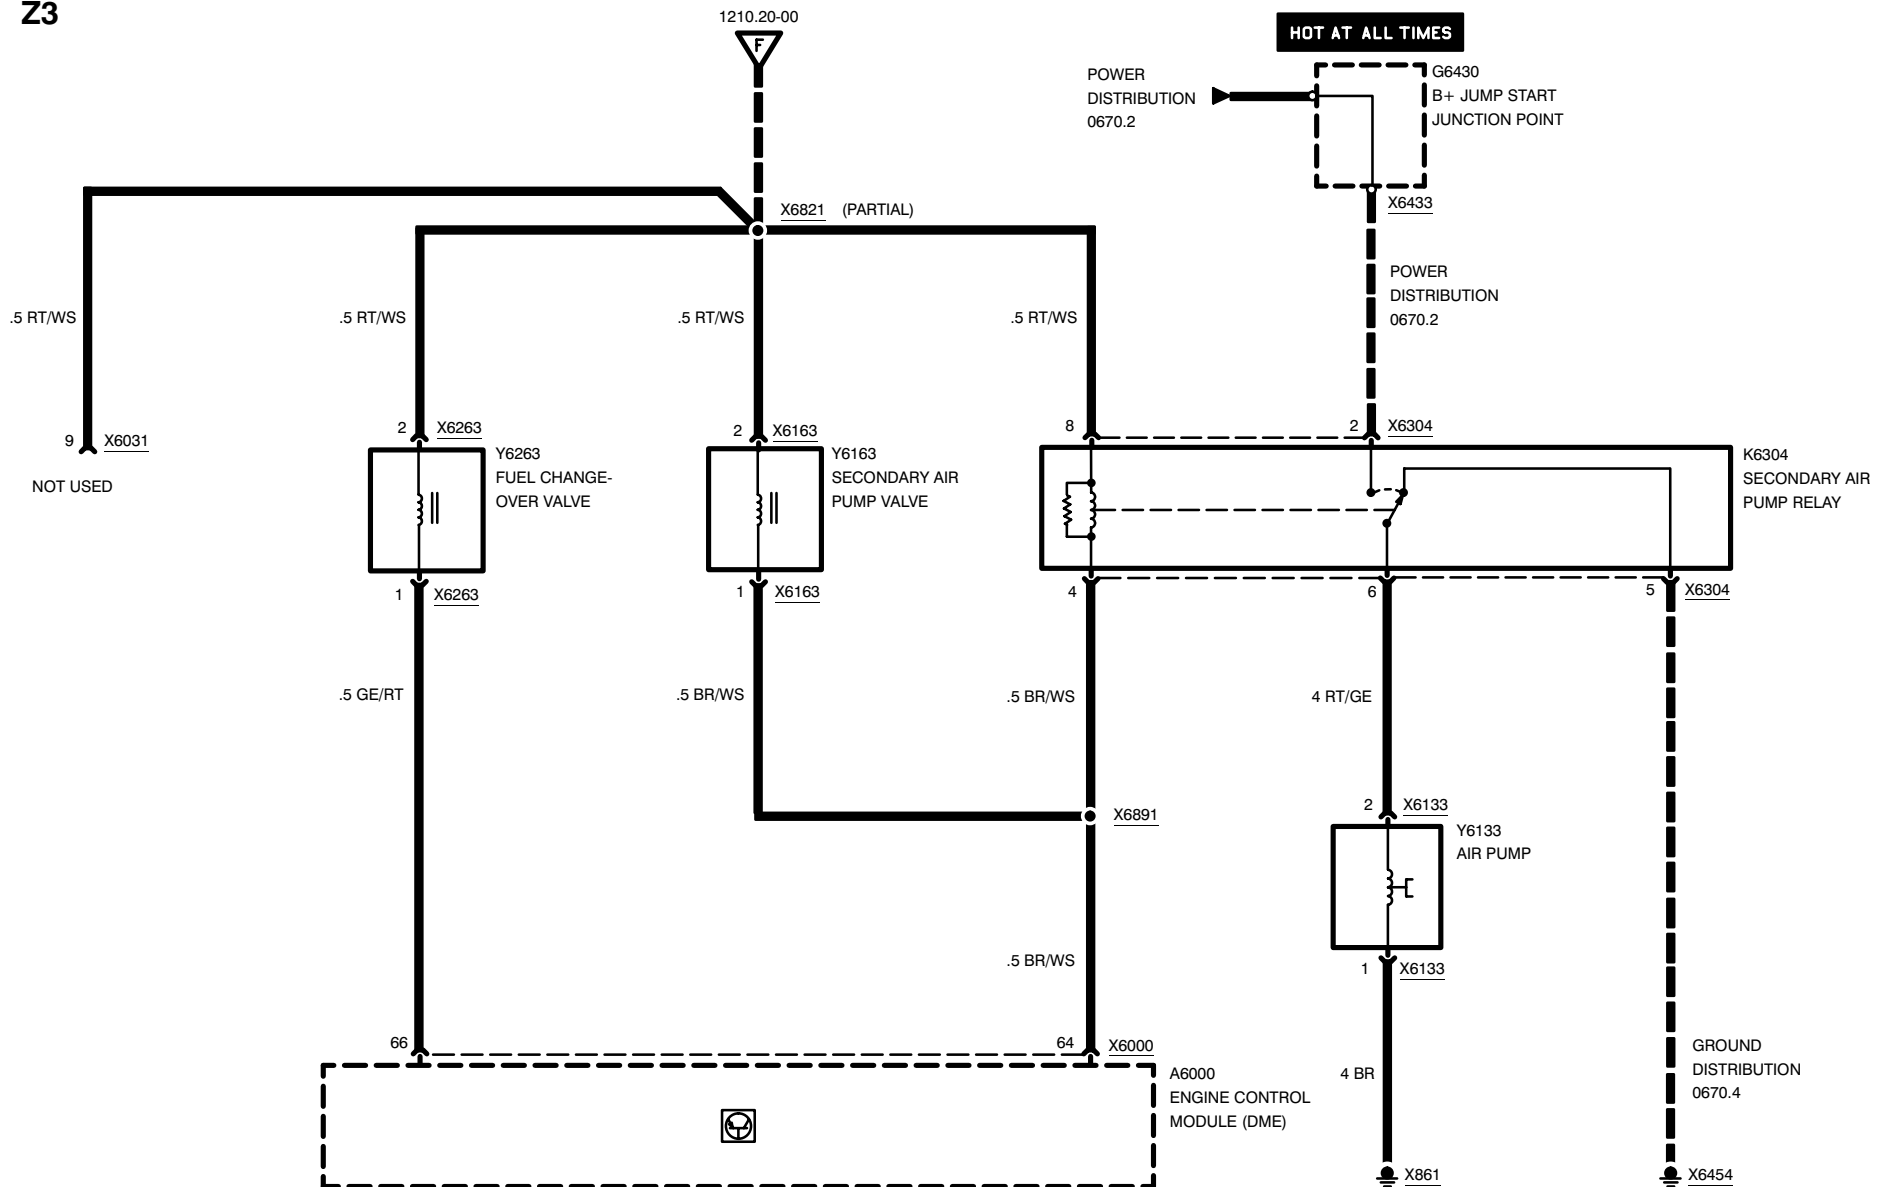 Z3
1210.20-00
F
HOT AT ALL TIMES
POWER
DISTRIBUTION
0670.2
G6430
B+ JUMP START
JUNCTION POINT
X6433
X6821 (PARTIAL)
POWER
DISTRIBUTION
0670.2
.5 RT/WS
.5 RT/WS
.5 RT/WS
.5 RT/WS
9 X6031
NOT USED
2 X6263
Y6263
FUEL CHANGE-
OVER VALVE
2 X6163
Y6163
SECONDARY AIR
PUMP VALVE
8
2 X6304
K6304
SECONDARY AIR
PUMP RELAY
1 X6263
1 X6163
4
6
5 X6304
.5 GE/RT
.5 BR/WS
.5 BR/WS
4 RT/GE
X6891
2 X6133
Y6133
AIR PUMP
.5 BR/WS
1 X6133
66
64 X6000
A6000
ENGINE CONTROL
MODULE (DME)
4 BR
GROUND
DISTRIBUTION
0670.4
X861
X6454